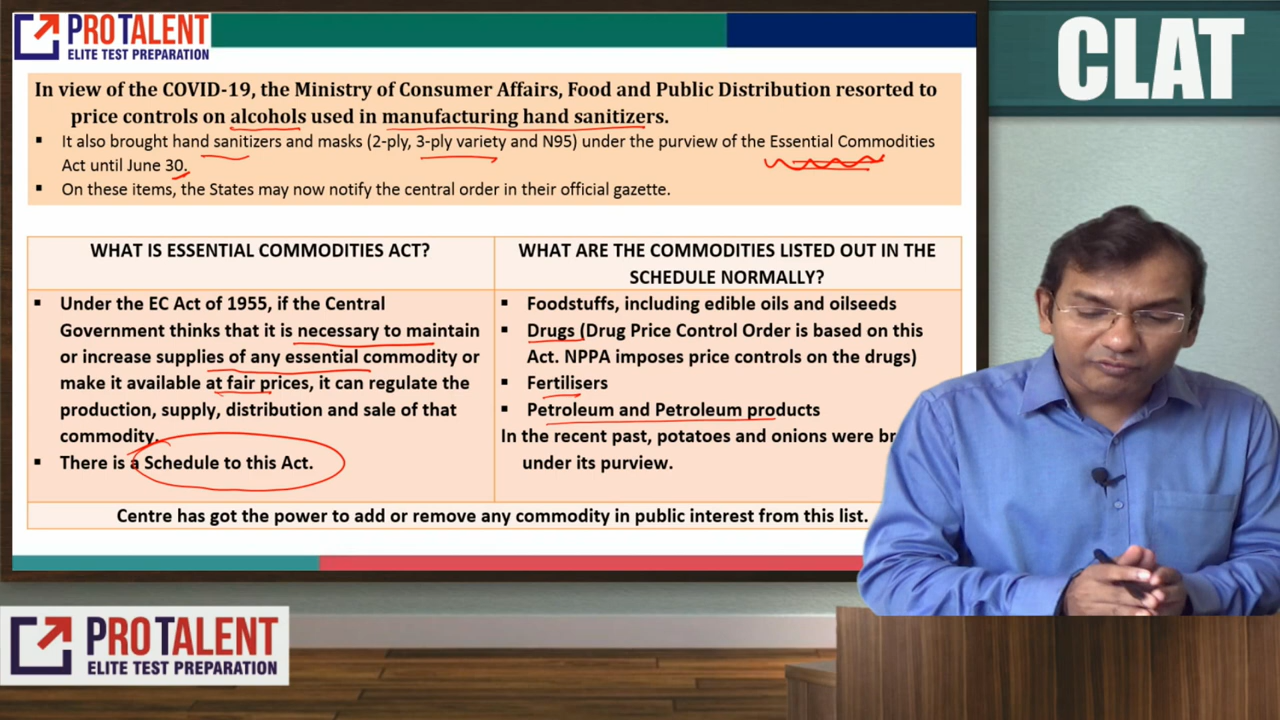 PROTALENT
ELITE TEST PREPARATION
CLAT
In view of the COVID-19, the Ministry of Consumer Affairs, Food and Public Distribution resorted to
price controls on alcohols used in manufacturing hand sanitizers.
▪ It also brought hand sanitizers and masks (2-ply, 3-ply variety and N95) under the purview of the Essential Commodities
Act until June 30.
▪ On these items, the States may now notify the central order in their official gazette.
WHAT IS ESSENTIAL COMMODITIES ACT?
▪ Under the EC Act of 1955, if the Central
Government thinks that it is necessary to maintain
or increase supplies of any essential commodity or
make it available at fair prices, it can regulate the
production, supply, distribution and sale of that
commodity.
▪ There is a Schedule to this Act.
WHAT ARE THE COMMODITIES LISTED OUT IN THE
SCHEDULE NORMALLY?
▪ Foodstuffs, including edible oils and oilseeds
▪ Drugs (Drug Price Control Order is based on this
Act. NPPA imposes price controls on the drugs)
▪ Fertilisers
▪ Petroleum and Petroleum products
In the recent past, potatoes and onions were
under its purview.
Centre has got the power to add or remove any commodity in public interest from this list.
PROTALENT
ELITE TEST PREPARATION